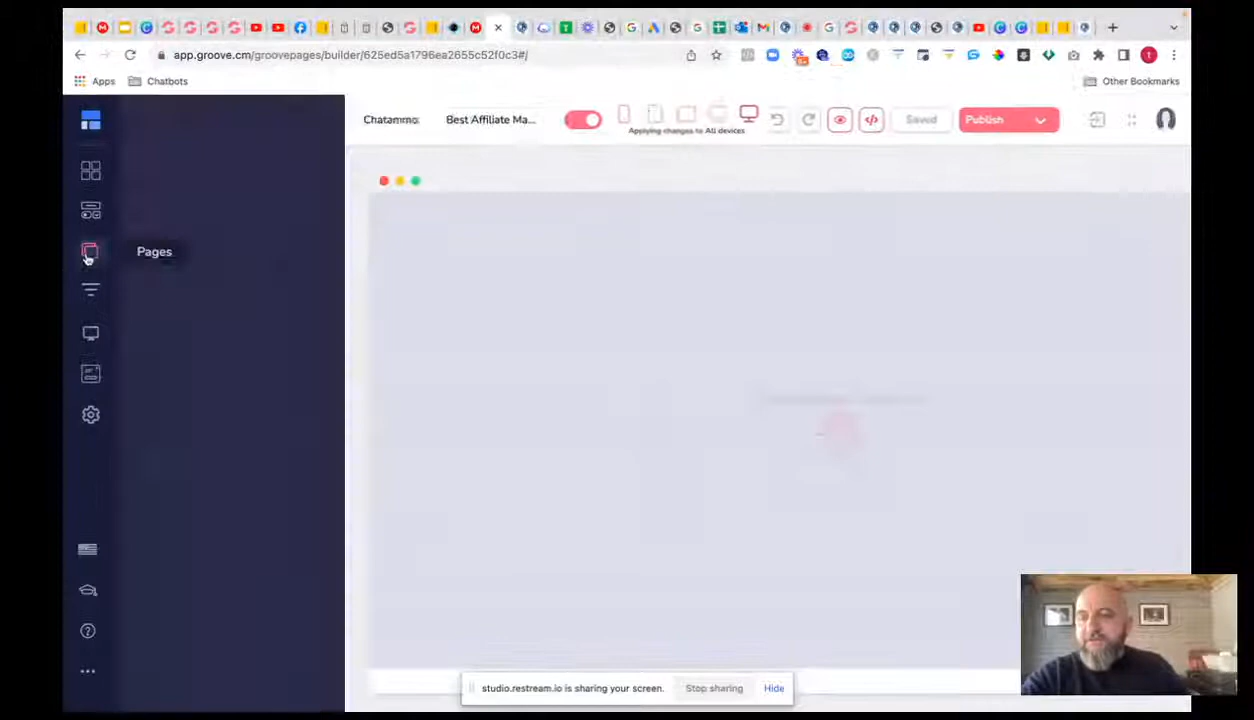 app.groove.cm/groovepages/builder/625ed5a1796ea2655c52f0c3#/
Apps
Chatbots
Other Bookmarks
Chatammo:
Best Affiliate Ma...
Applying changes to All devices
Saved
Publish
Pages
studio.restream.io is sharing your screen.
Stop sharing
Hide